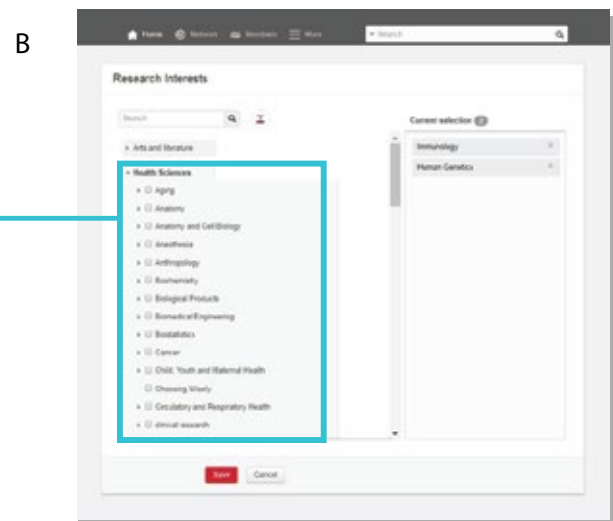 B
Home Network Members More Search
Research Interests
Search
Current selection
Arts and literature
Immunology
Health Sciences
Human Genetics
Aging
Anatomy
Anatomy and Cell Biology
Anesthesia
Anthropology
Biochemistry
Biological Products
Biomedical Engineering
Biostatistics
Cancer
Child, Youth and Maternal Health
Choosing Wisely
Circulatory and Respiratory Health
clinical research
Save Cancel